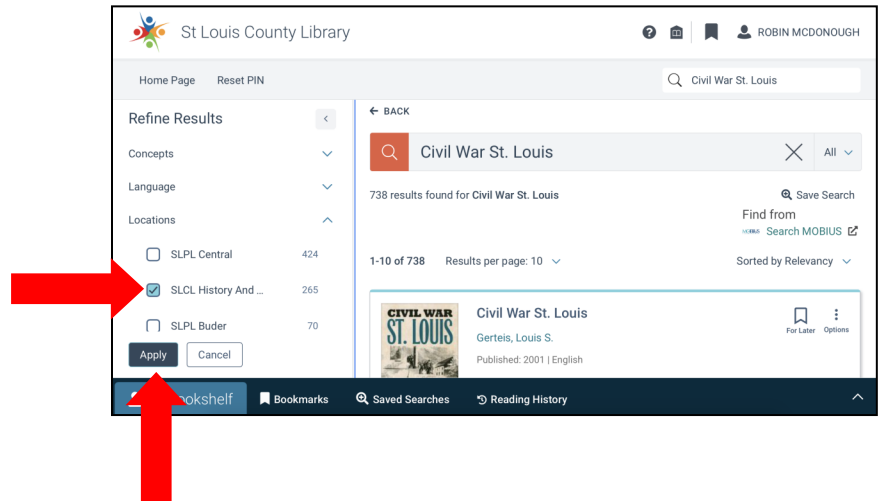 St Louis County Library
ROBIN MCDONOUGH
Home Page Reset PIN
Civil War St. Louis
Refine Results
Concepts
Language
Locations
SLPL Central 424
SLCL History And ... 265
SLPL Buder 70
Apply Cancel
← BACK
Civil War St. Louis
All
738 results found for Civil War St. Louis
Save Search
Find from
MOBIUS Search MOBIUS
1-10 of 738 Results per page: 10
Sorted by Relevancy
CIVIL WAR
ST. LOUIS
Civil War St. Louis
Gerteis, Louis S.
Published: 2001 | English
For Later Options
Bookmarks Saved Searches Reading History